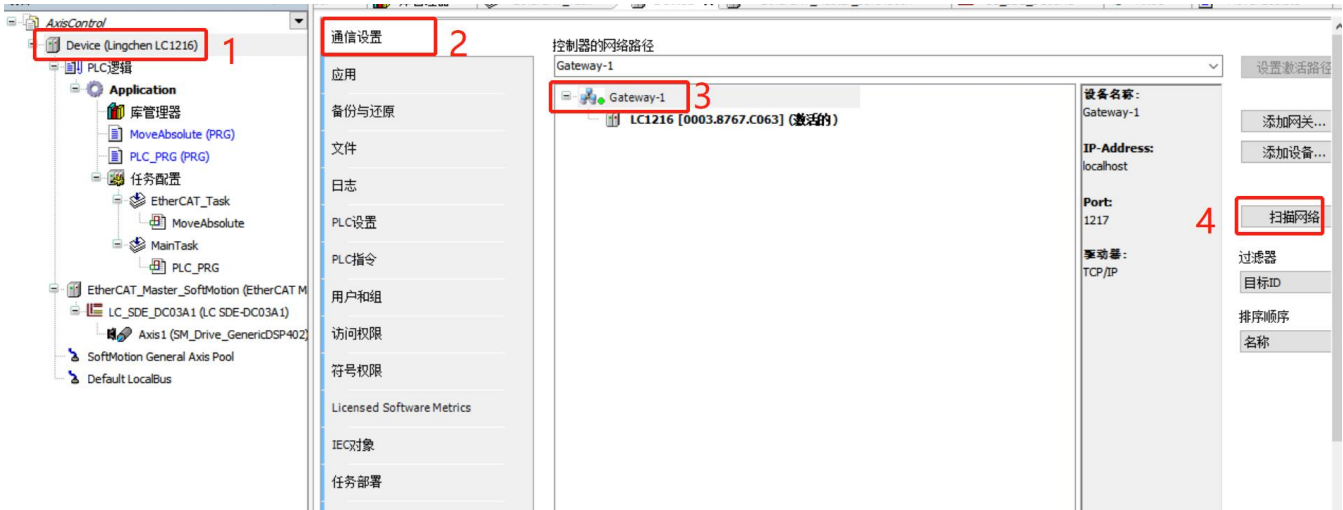 AxisControl
Device (Lingchen LC1216)
1
PLC逻辑
Application
库管理器
MoveAbsolute (PRG)
PLC_PRG (PRG)
任务配置
EtherCAT_Task
MoveAbsolute
MainTask
PLC_PRG
EtherCAT_Master_SoftMotion (EtherCAT M
LC_SDE_DC03A1 (LC SDE-DC03A1)
Axis1 (SM_Drive_GenericDSP402)
SoftMotion General Axis Pool
Default LocalBus
通信设置
2
应用
备份与还原
文件
日志
PLC设置
PLC指令
用户和组
访问权限
符号权限
Licensed Software Metrics
IEC对象
任务部署
控制器的网络路径
Gateway-1
Gateway-1
3
LC1216 [0003.8767.C063] (激活的)
设备名称:
Gateway-1
IP-Address:
localhost
Port:
1217
驱动器:
TCP/IP
设置激活路径
添加网关...
添加设备...
4
扫描网络
过滤器
目标ID
排序顺序
名称